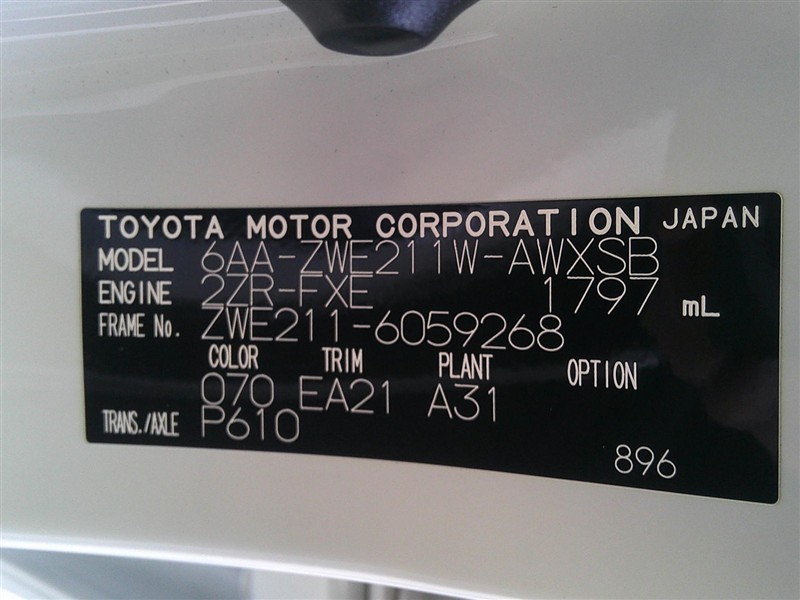 TOYOTA MOTOR CORPORATION JAPAN
MODEL 6AA-ZWE211W-AWXSB
ENGINE 2ZR-FXE 1797 mL
FRAME No. ZWE211-6059268
COLOR TRIM PLANT OPTION
070 EA21 A31
TRANS./AXLE P610
896